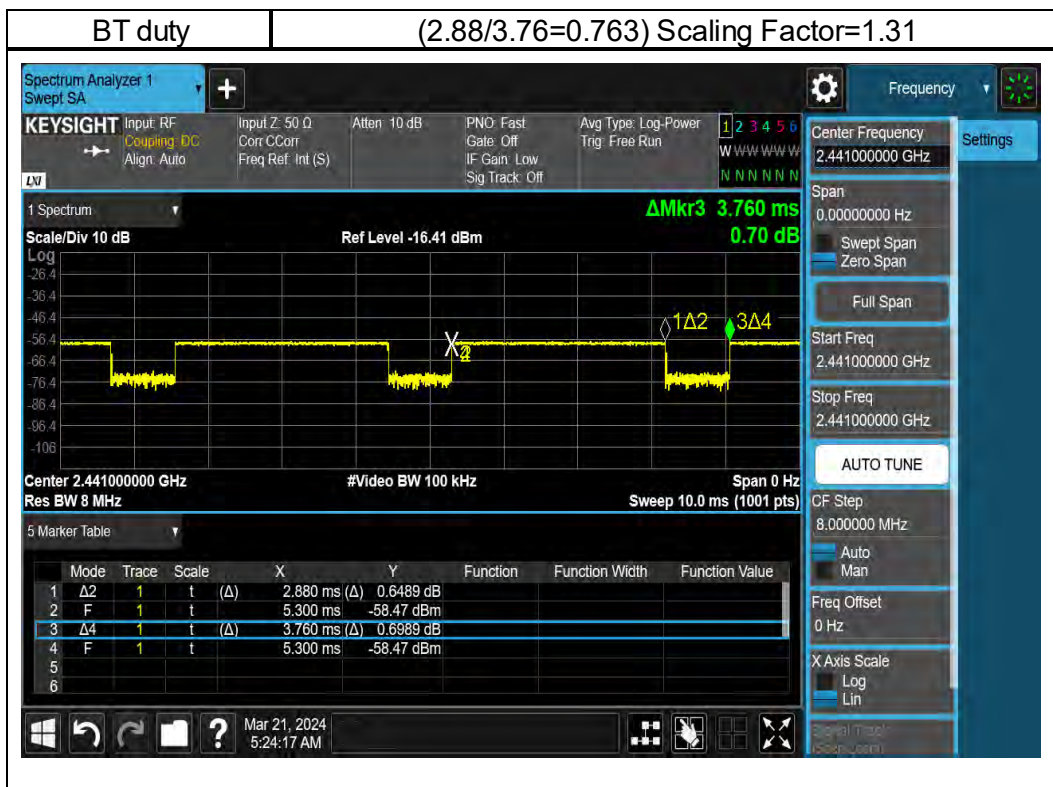 BT duty (2.88/3.76=0.763) Scaling Factor=1.31
Spectrum Analyzer 1
Swept SA
+
Frequency
KEYSIGHT Input: RF Input Z: 50 Ω Atten: 10 dB PNO: Fast Avg Type: Log-Power 1 2 3 4 5 6
Coupling: DC Corr CCorr Gate: Off Trig: Free Run W W W W W W
Align: Auto Freq Ref: Int (S) IF Gain: Low
LXI Sig Track: Off N N N N N N
Center Frequency
2.441000000 GHz
Settings
1 Spectrum
ΔMkr3 3.760 ms
Scale/Div 10 dB Ref Level -16.41 dBm 0.70 dB
Log
-26.4
-36.4
-46.4
-56.4
-66.4
-76.4
-86.4
-96.4
-106
1Δ2 3Δ4
Center 2.441000000 GHz #Video BW 100 kHz Span 0 Hz
Res BW 8 MHz Sweep 10.0 ms (1001 pts)
Span
0.00000000 Hz
Swept Span
Zero Span
Full Span
Start Freq
2.441000000 GHz
Stop Freq
2.441000000 GHz
AUTO TUNE
CF Step
8.000000 MHz
Auto
Man
Freq Offset
0 Hz
X Axis Scale
Log
Lin
5 Marker Table
Mode Trace Scale X Y Function Function Width Function Value
1 Δ2 1 t (Δ) 2.880 ms (Δ) 0.6489 dB
2 F 1 t 5.300 ms -58.47 dBm
3 Δ4 1 t (Δ) 3.760 ms (Δ) 0.6989 dB
4 F 1 t 5.300 ms -58.47 dBm
5
6
? Mar 21, 2024
5:24:17 AM